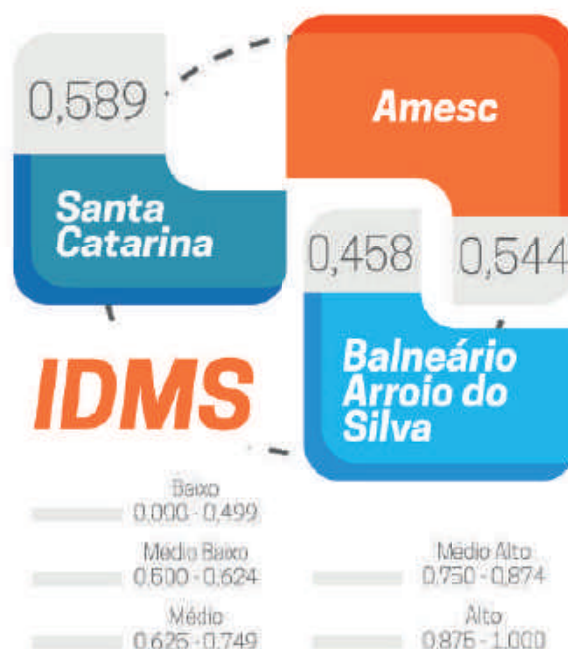 0,589
Santa
Catarina
Amesc
0,544
0,458
Balneário
Arroio do
Silva
IDMS
Baixo
0,000 - 0,499
Médio Baixo
0,500 - 0,624
Médio
0,625 - 0,749
Médio Alto
0,750 - 0,874
Alto
0,875 - 1,000